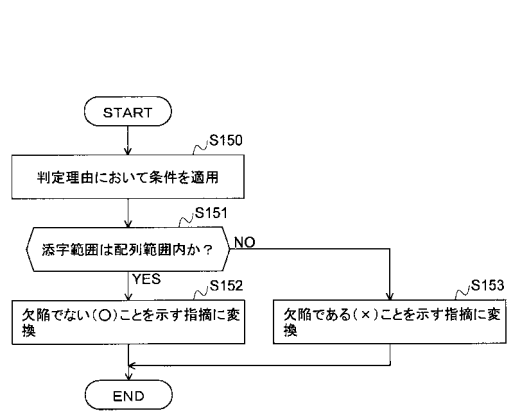 START
S150
判定理由において条件を適用
S151
添字範囲は配列範囲内か?
NO
YES
S152
欠陥でない(○)ことを示す指摘に変
換
S153
欠陥である(×)ことを示す指摘に変
換
END